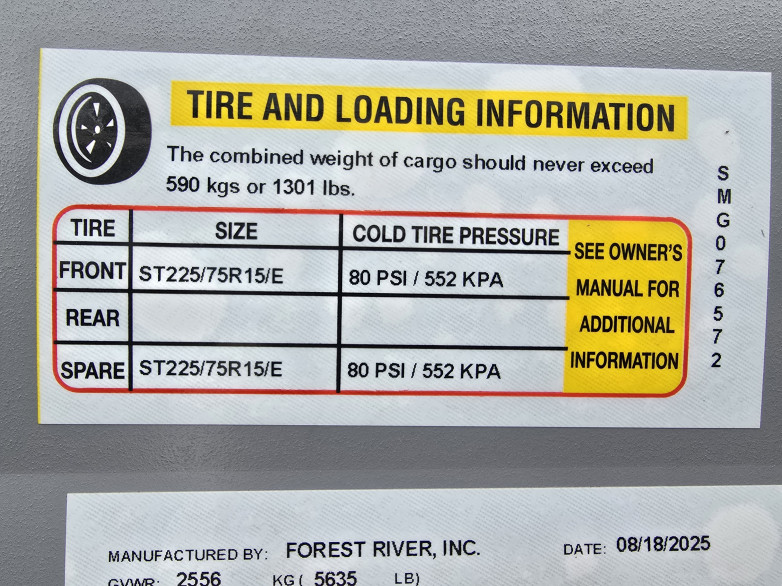 TIRE AND LOADING INFORMATION
The combined weight of cargo should never exceed
590 kgs or 1301 lbs.
TIRE SIZE COLD TIRE PRESSURE
FRONT ST225/75R15/E 80 PSI / 552 KPA
REAR
SPARE ST225/75R15/E 80 PSI / 552 KPA
SEE OWNER'S
MANUAL FOR
ADDITIONAL
INFORMATION
SMG076572
MANUFACTURED BY: FOREST RIVER, INC. DATE: 08/18/2025
GVWR: 2556 KG ( 5635 LB)